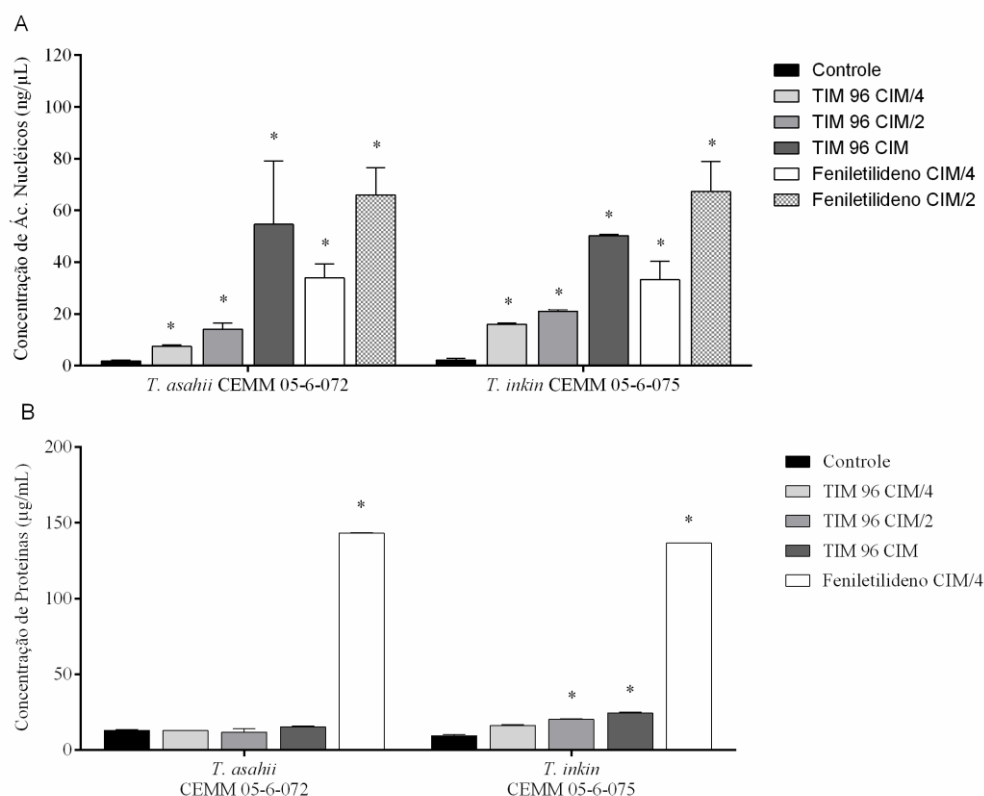 A
Concentração de Ác. Nucléicos (ng/µL)
120
100
80
60
40
20
0
* * * * *
* * * * *
T. asahii CEMM 05-6-072
T. inkin CEMM 05-6-075
Controle
TIM 96 CIM/4
TIM 96 CIM/2
TIM 96 CIM
Feniletilideno CIM/4
Feniletilideno CIM/2
B
Concentração de Proteínas (µg/mL)
200
150
100
50
0
*
* * *
T. asahii
CEMM 05-6-072
T. inkin
CEMM 05-6-075
Controle
TIM 96 CIM/4
TIM 96 CIM/2
TIM 96 CIM
Feniletilideno CIM/4